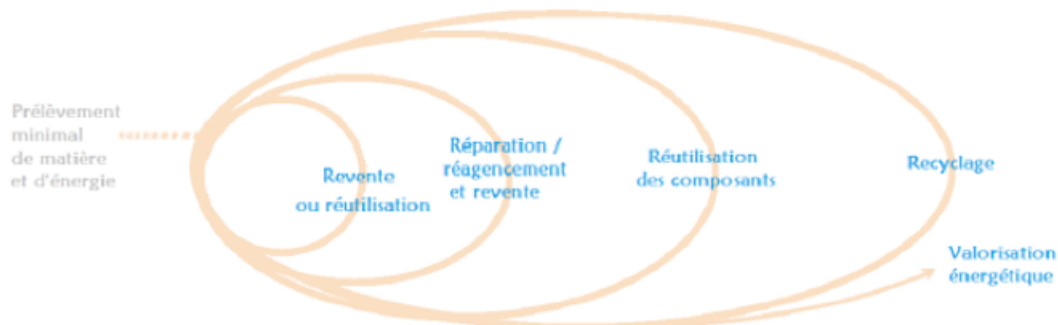 Prélèvement
minimal
de matière
et d'énergie
Revente
ou réutilisation
Réparation /
réagencement
et revente
Réutilisation
des composants
Recyclage
Valorisation
énergétique